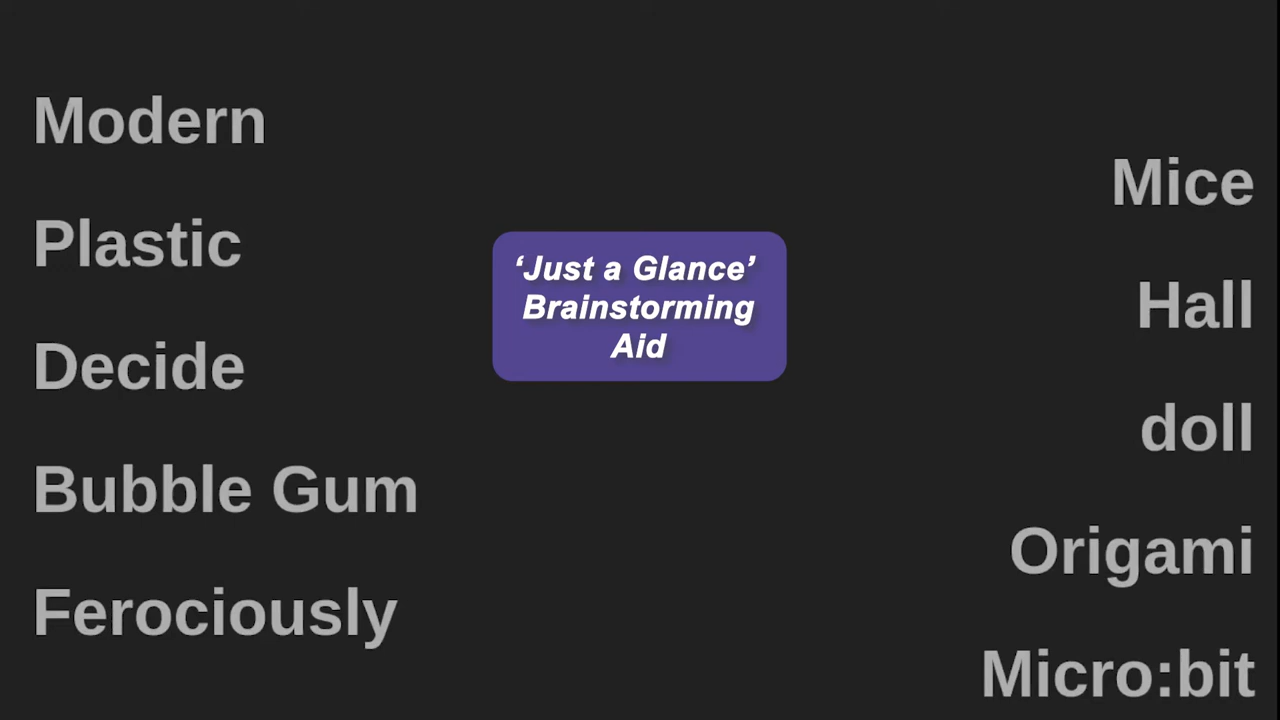 Modern
Plastic
Decide
Bubble Gum
Ferociously
‘Just a Glance’
Brainstorming
Aid
Mice
Hall
doll
Origami
Micro:bit